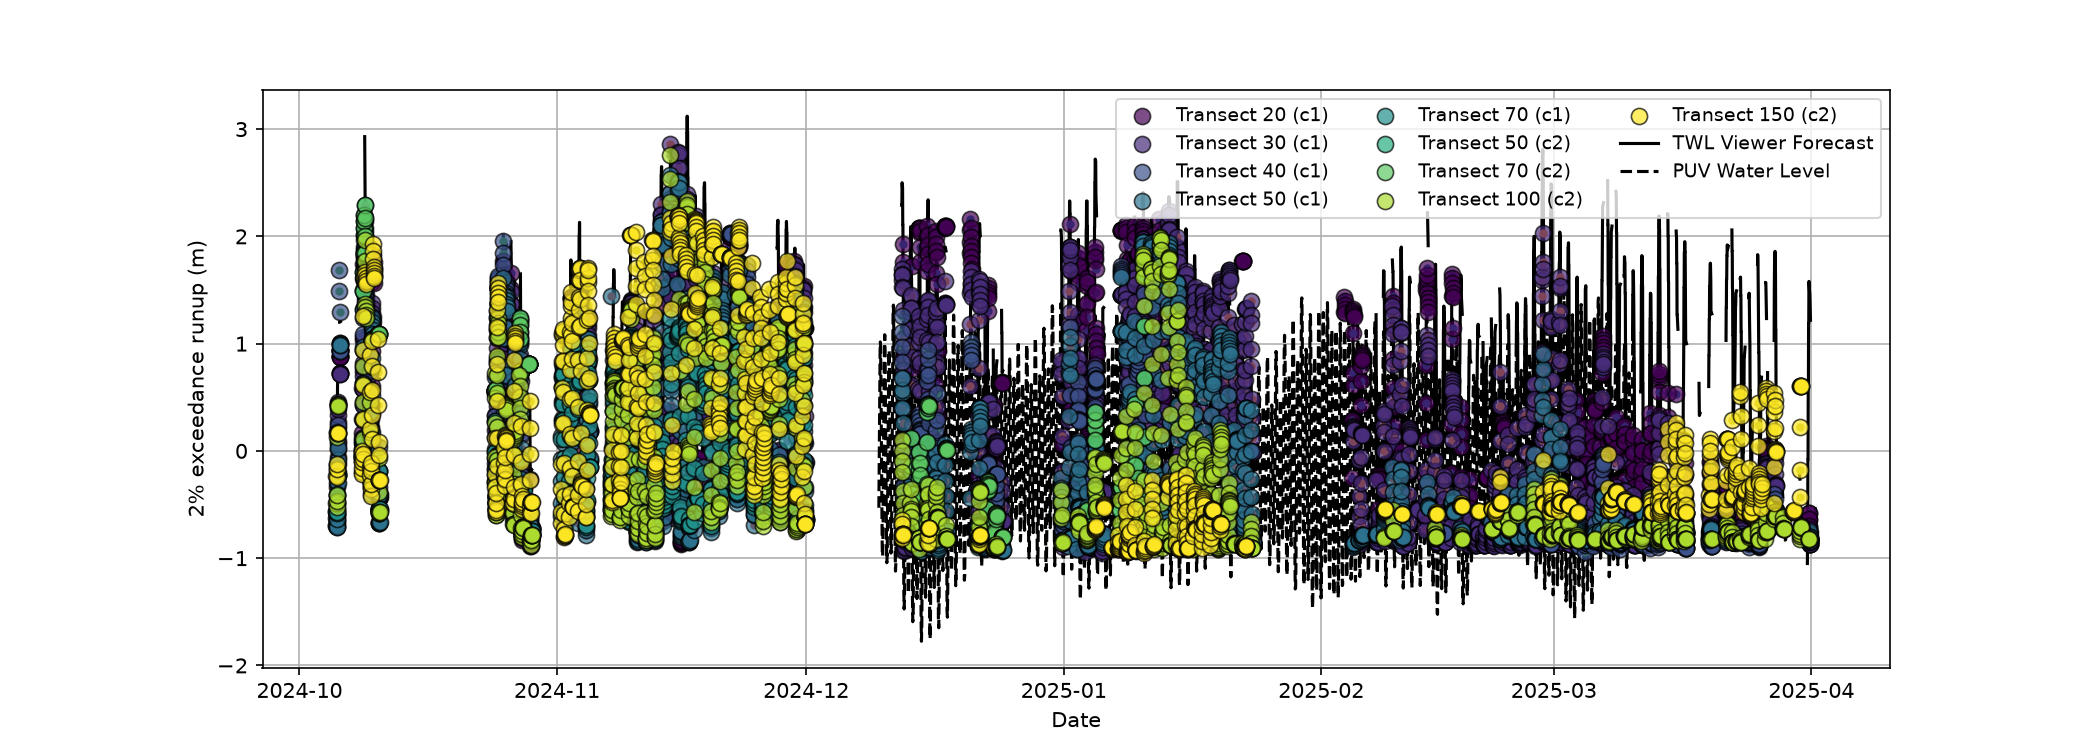 2% exceedance runup (m)
3
2
1
0
−1
−2
Transect 20 (c1)
Transect 30 (c1)
Transect 40 (c1)
Transect 50 (c1)
Transect 70 (c1)
Transect 50 (c2)
Transect 70 (c2)
Transect 100 (c2)
Transect 150 (c2)
TWL Viewer Forecast
PUV Water Level
2024-10 2024-11 2024-12 2025-01 2025-02 2025-03 2025-04
Date